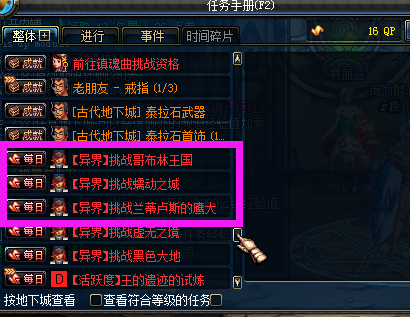 任务手册(F2)
16 QP
整体 + 进行 事件 时间碎片
成就 前往镇魂曲挑战资格
成就 老朋友 - 戒指 (1/3)
成就 [古代地下城] 泰拉石武器
成就 [古代地下城] 泰拉石首饰 (1...
每日 【异界】挑战哥布林王国
每日 【异界】挑战蠕动之城
每日 【异界】挑战兰蒂卢斯的鹰犬
每日 【异界】挑战虚无之境
每日 【异界】挑战黑色大地
D 【活跃度】王的遗迹的试炼
按地下城查看 查看符合等级的任务